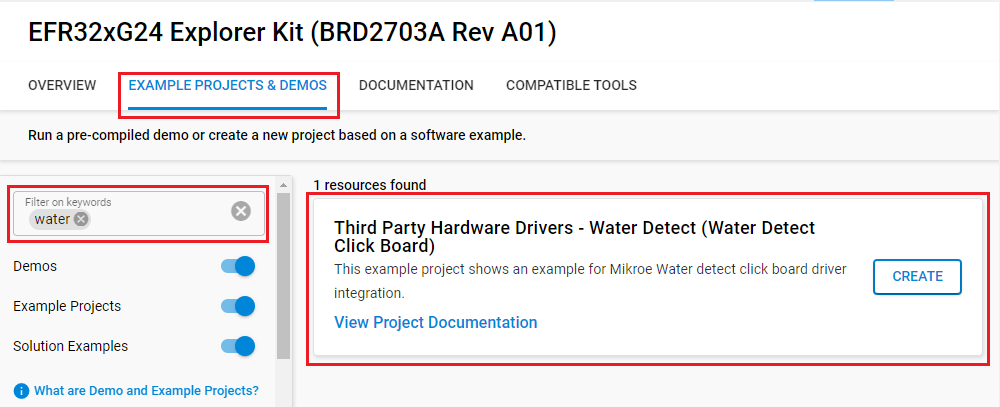 EFR32xG24 Explorer Kit (BRD2703A Rev A01)
OVERVIEW
EXAMPLE PROJECTS & DEMOS
DOCUMENTATION
COMPATIBLE TOOLS
Run a pre-compiled demo or create a new project based on a software example.
Filter on keywords
water
Demos
Example Projects
Solution Examples
What are Demo and Example Projects?
1 resources found
Third Party Hardware Drivers - Water Detect (Water Detect
Click Board)
This example project shows an example for Mikroe Water detect click board driver
integration.
View Project Documentation
CREATE